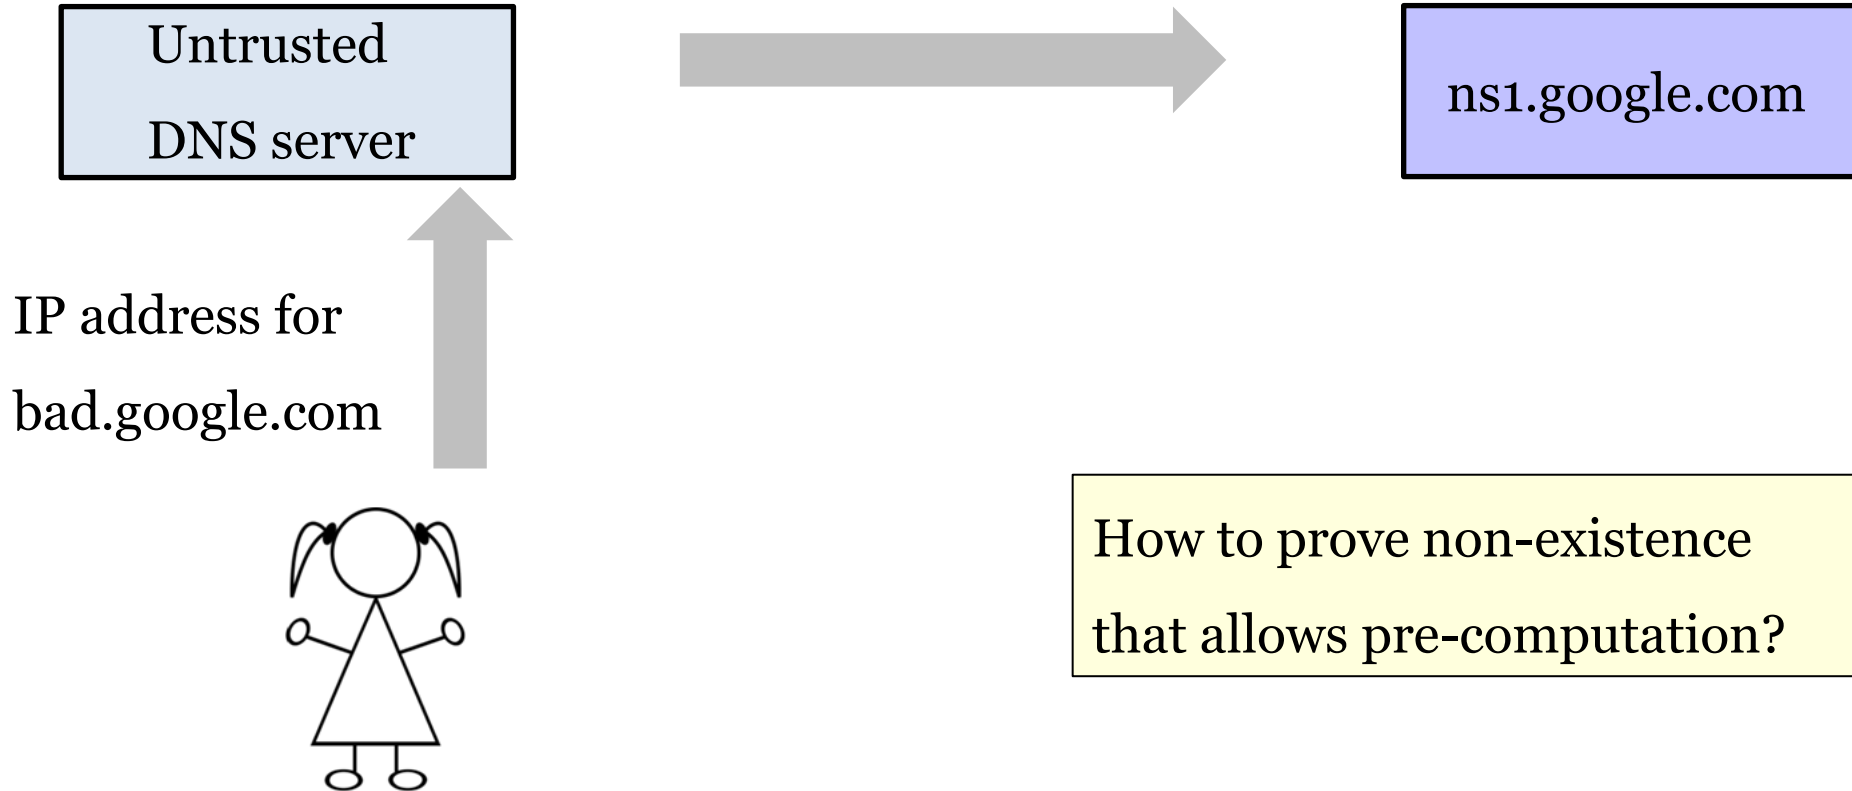 Untrusted
DNS server
ns1.google.com
IP address for
bad.google.com
How to prove non-existence
that allows pre-computation?